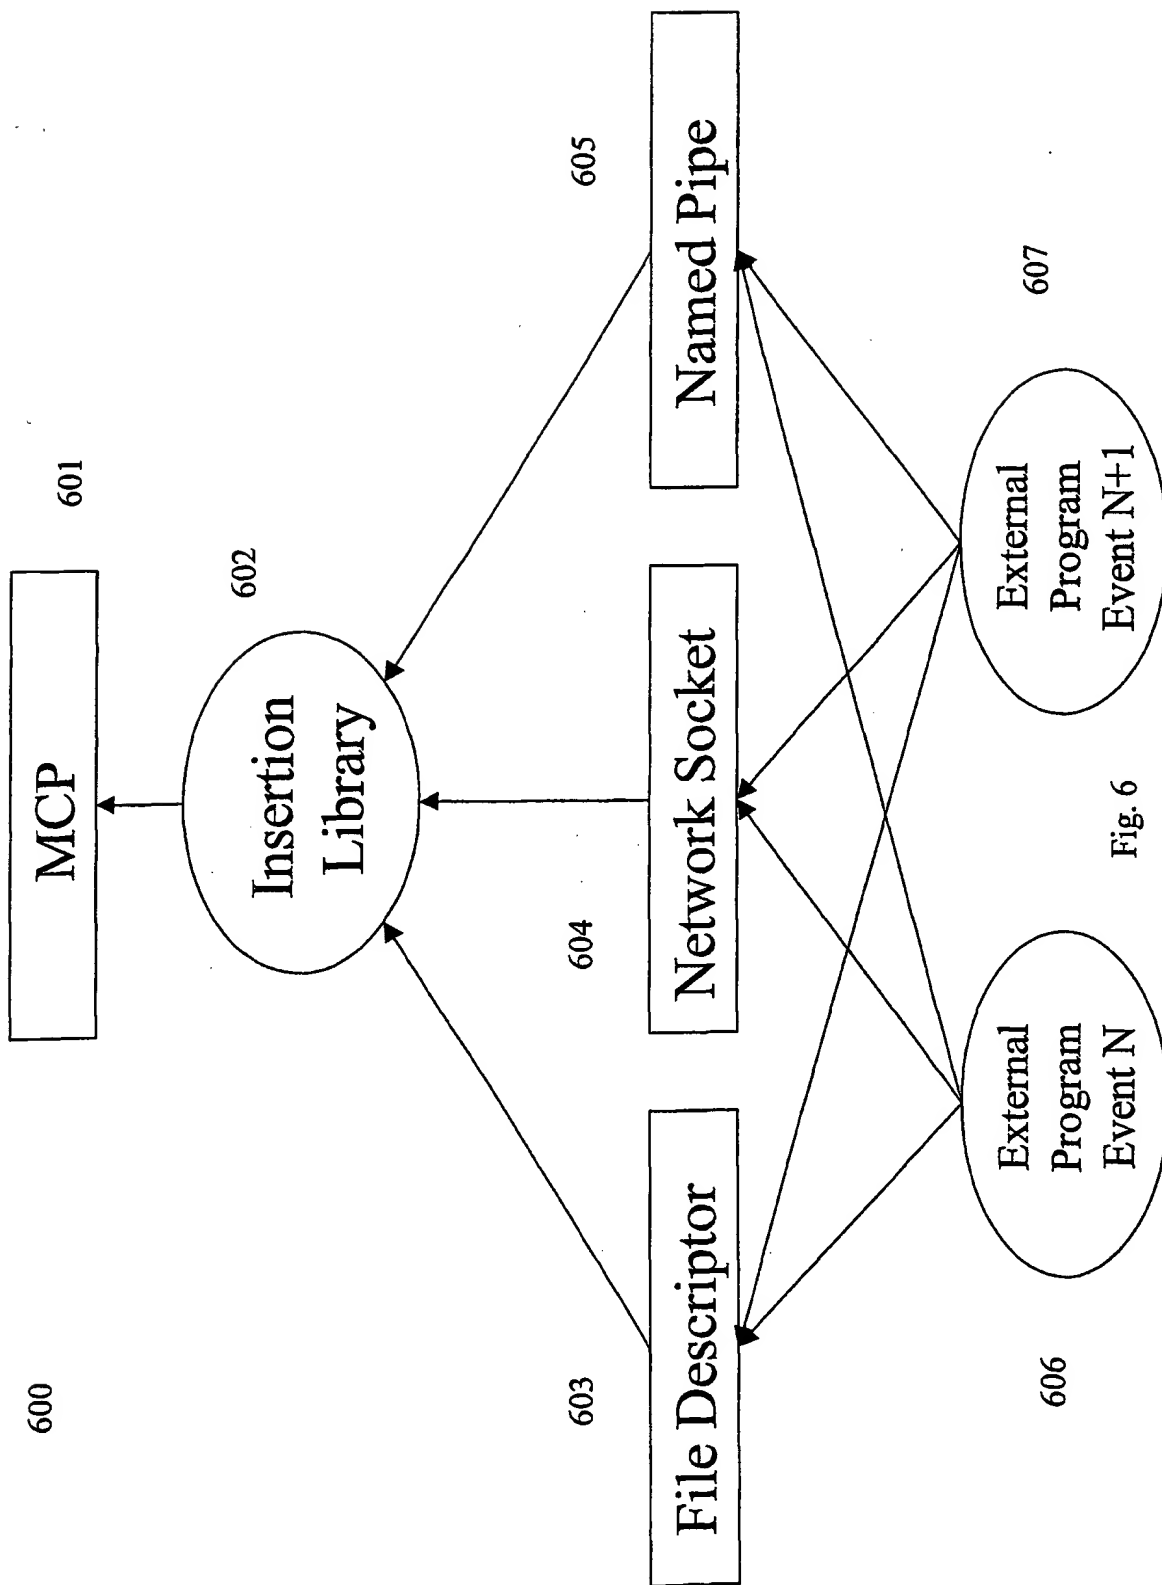 600
MCP
601
Insertion
Library
602
603
File Descriptor
604
Network Socket
605
Named Pipe
606
External
Program
Event N
External
Program
Event N+1
607
Fig. 6